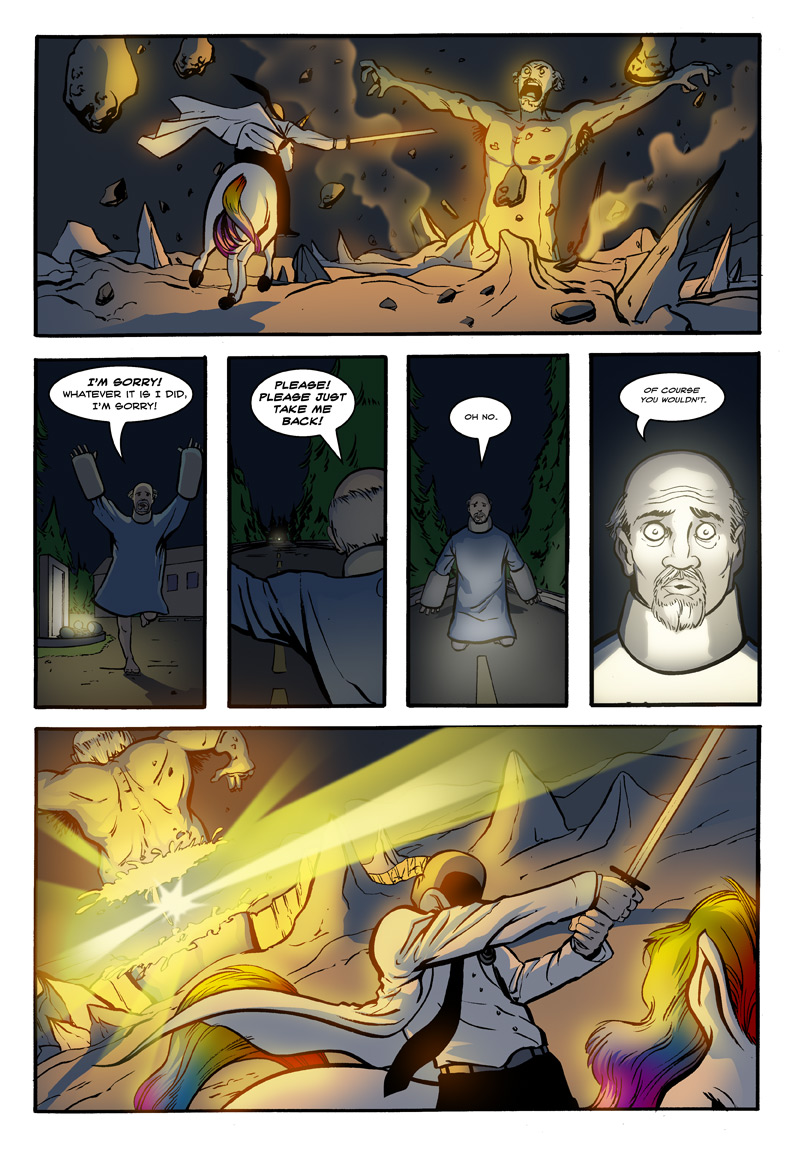 I'M SORRY!
WHATEVER IT IS I DID,
I'M SORRY!
PLEASE!
PLEASE JUST
TAKE ME
BACK!
OH NO.
OF COURSE
YOU WOULDN'T.